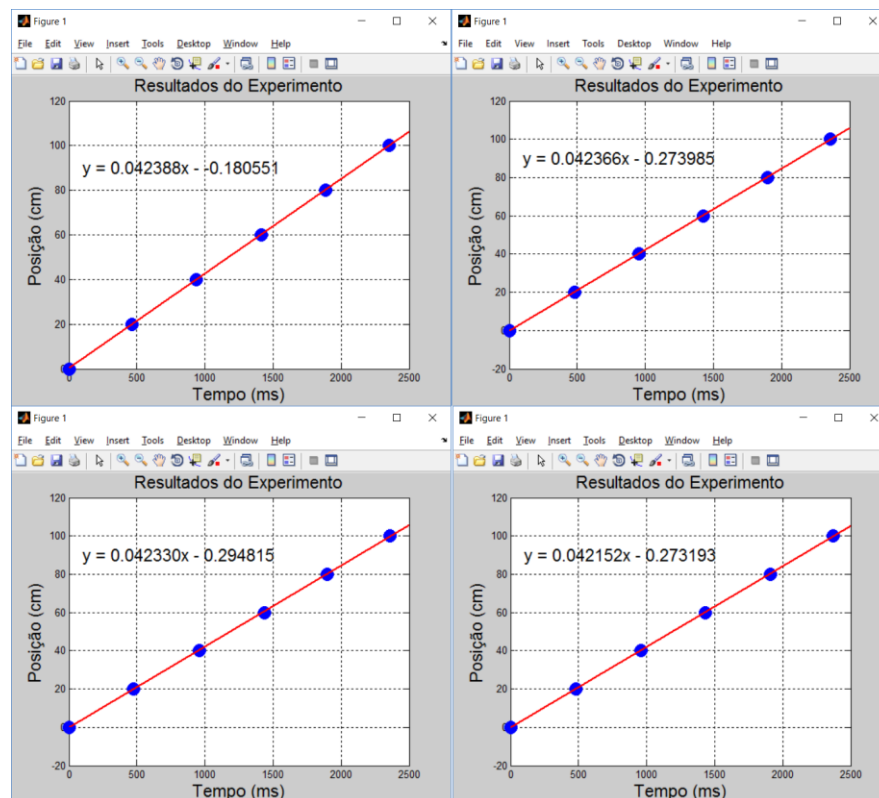 Figure 1
File Edit View Insert Tools Desktop Window Help
Resultados do Experimento
120
100
80
60
40
20
0
y = 0.042388x - -0.180551
Posição (cm)
0 500 1000 1500 2000 2500
Tempo (ms)
Figure 1
File Edit View Insert Tools Desktop Window Help
Resultados do Experimento
120
100
80
60
40
20
0
-20
y = 0.042366x - 0.273985
Posição (cm)
0 500 1000 1500 2000 2500
Tempo (ms)
Figure 1
File Edit View Insert Tools Desktop Window Help
Resultados do Experimento
120
100
80
60
40
20
0
-20
y = 0.042330x - 0.294815
Posição (cm)
0 500 1000 1500 2000 2500
Tempo (ms)
Figure 1
File Edit View Insert Tools Desktop Window Help
Resultados do Experimento
120
100
80
60
40
20
0
-20
y = 0.042152x - 0.273193
Posição (cm)
0 500 1000 1500 2000 2500
Tempo (ms)